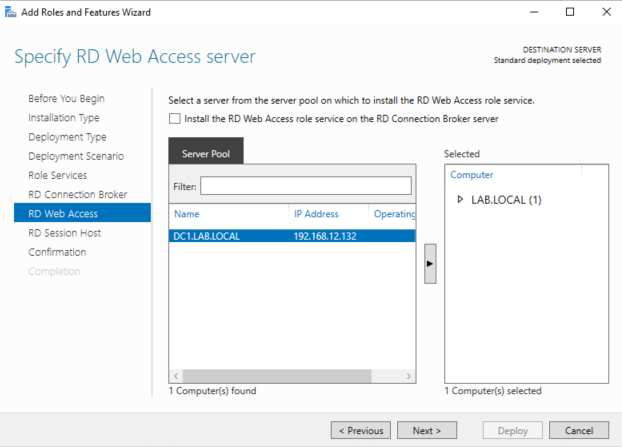 Add Roles and Features Wizard
Specify RD Web Access server
DESTINATION SERVER
Standard deployment selected
Before You Begin
Installation Type
Deployment Type
Deployment Scenario
Role Services
RD Connection Broker
RD Web Access
RD Session Host
Confirmation
Completion
Select a server from the server pool on which to install the RD Web Access role service.
Install the RD Web Access role service on the RD Connection Broker server
Server Pool
Filter:
Name IP Address Operating
DC1.LAB.LOCAL 192.168.12.132
1 Computer(s) found
Selected
Computer
LAB.LOCAL (1)
1 Computer(s) selected
< Previous Next > Deploy Cancel